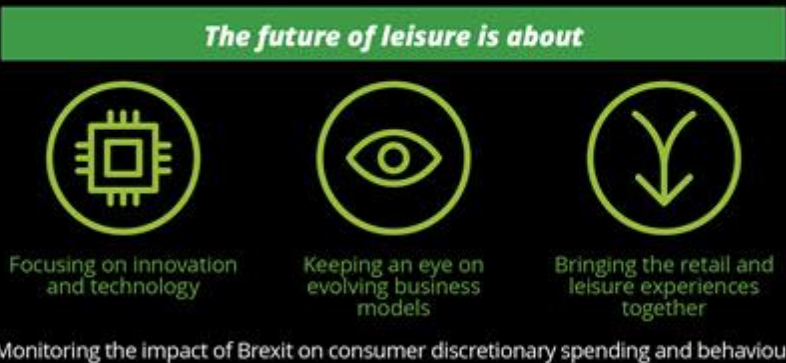 The future of leisure is about
Focusing on innovation
and technology
Keeping an eye on
evolving business
models
Bringing the retail and
leisure experiences
together
Monitoring the impact of Brexit on consumer discretionary spending and behaviou